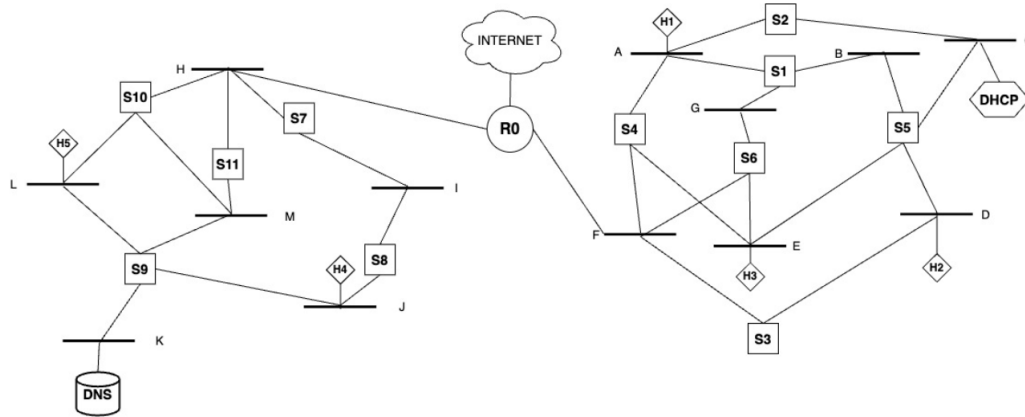 INTERNET
H1
S2
A
B
H
S1
S10
S7
G
DHCP
R0
S4
S5
H5
S11
S6
L
I
M
D
F
E
S9
H4
S8
H3
H2
J
S3
K
DNS